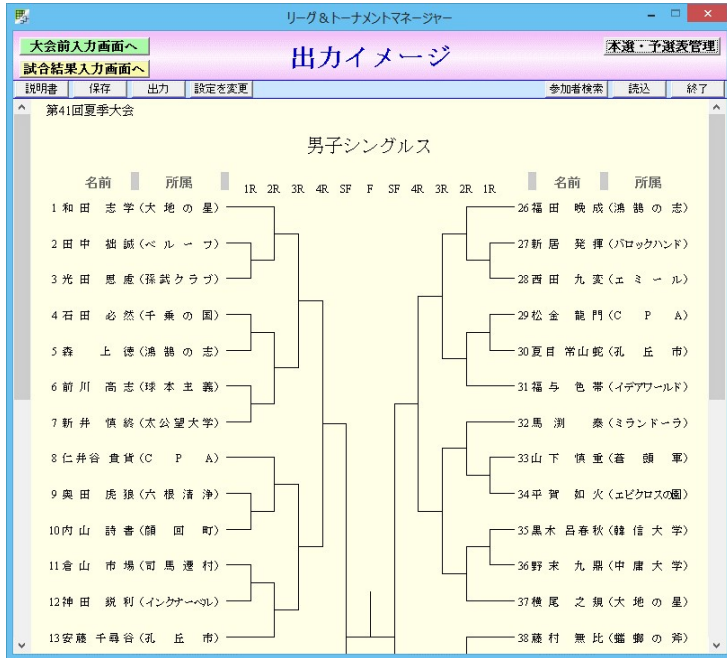 リーグ＆トーナメントマネージャー
大会前入力画面へ
試合結果入力画面へ
出力イメージ
本選・予選表管理
説明書 保存 出力 設定を変更 参加者検索 読込 終了
第41回夏季大会
男子シングルス
名前 所属 1R 2R 3R 4R SF F SF 4R 3R 2R 1R 名前 所属
1 和田 志学 (大地の星) 26 福田 晩成 (鴻鵠の志)
2 田中 拙誠 (ベルーフ) 27 新居 発揮 (バロックハンド)
3 光田 思慮 (孫武クラブ) 28 西田 九変 (エミール)
4 石田 必然 (千乗の国) 29 松金 龍門 (CPA)
5 森 上徳 (鴻鵠の志) 30 夏目 常山蛇 (孔丘市)
6 前川 高志 (球本主義) 31 福与 色帯 (イデアワールド)
7 新井 慎終 (太公望大学) 32 馬渕 泰 (ミランドーラ)
8 仁井谷 貴貨 (CPA) 33 山下 慎重 (蒼頭軍)
9 奥田 虎狼 (六根清浄) 34 平賀 如火 (エピクロスの園)
10 内山 詩書 (顔回町) 35 黒木 呂春秋 (韓信大学)
11 倉山 市場 (司馬遷村) 36 野末 九鼎 (中庸大学)
12 神田 鋭利 (インクナーベル) 37 横尾 之規 (大地の星)
13 安藤 千尋谷 (孔丘市) 38 藤村 無比 (蟷螂の斧)